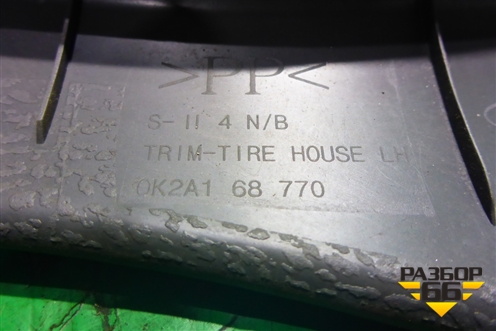 >PP<
S-II 4 N/B
TRIM-TIRE HOUSE LH
0K2A1 68 770
РАЗБОР
66